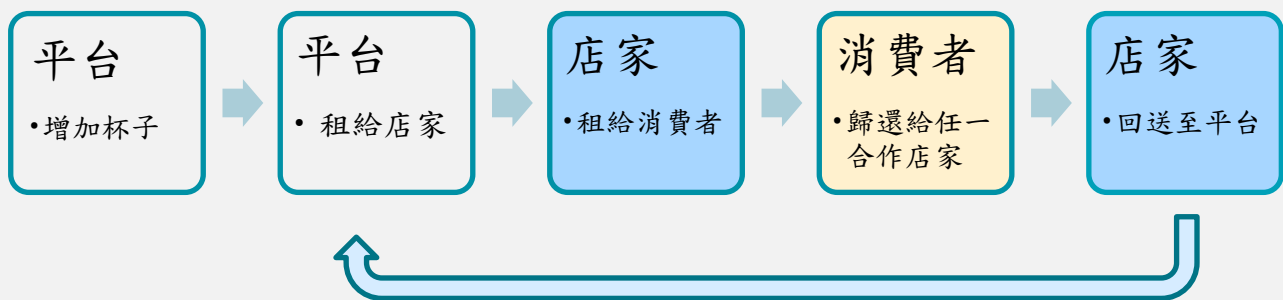 平台
•增加杯子
平台
• 租給店家
店家
•租給消費者
消費者
•歸還給任一
合作店家
店家
•回送至平台